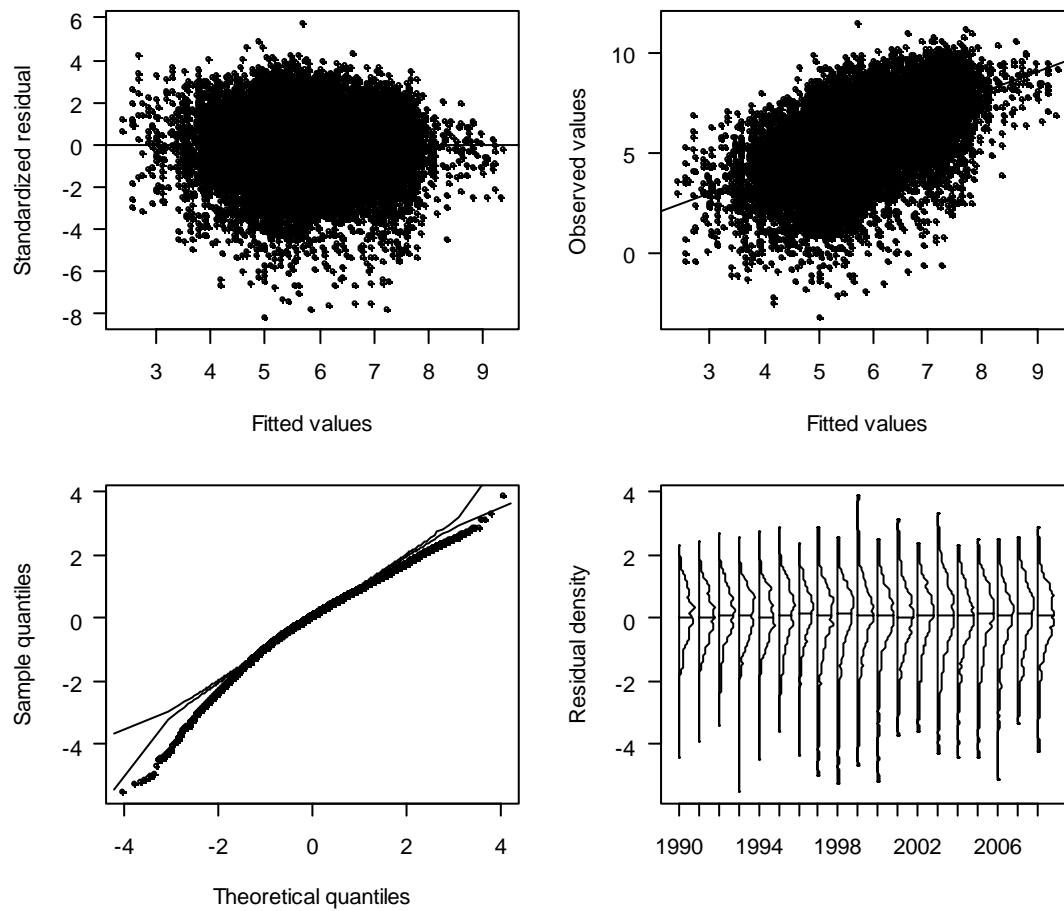 6
4
2
0
-2
-4
-6
-8
Standardized residual
3 4 5 6 7 8 9
Fitted values
10
5
0
Observed values
3 4 5 6 7 8 9
Fitted values
4
2
0
-2
-4
Sample quantiles
-4 -2 0 2 4
Theoretical quantiles
4
2
0
-2
-4
Residual density
1990 1994 1998 2002 2006